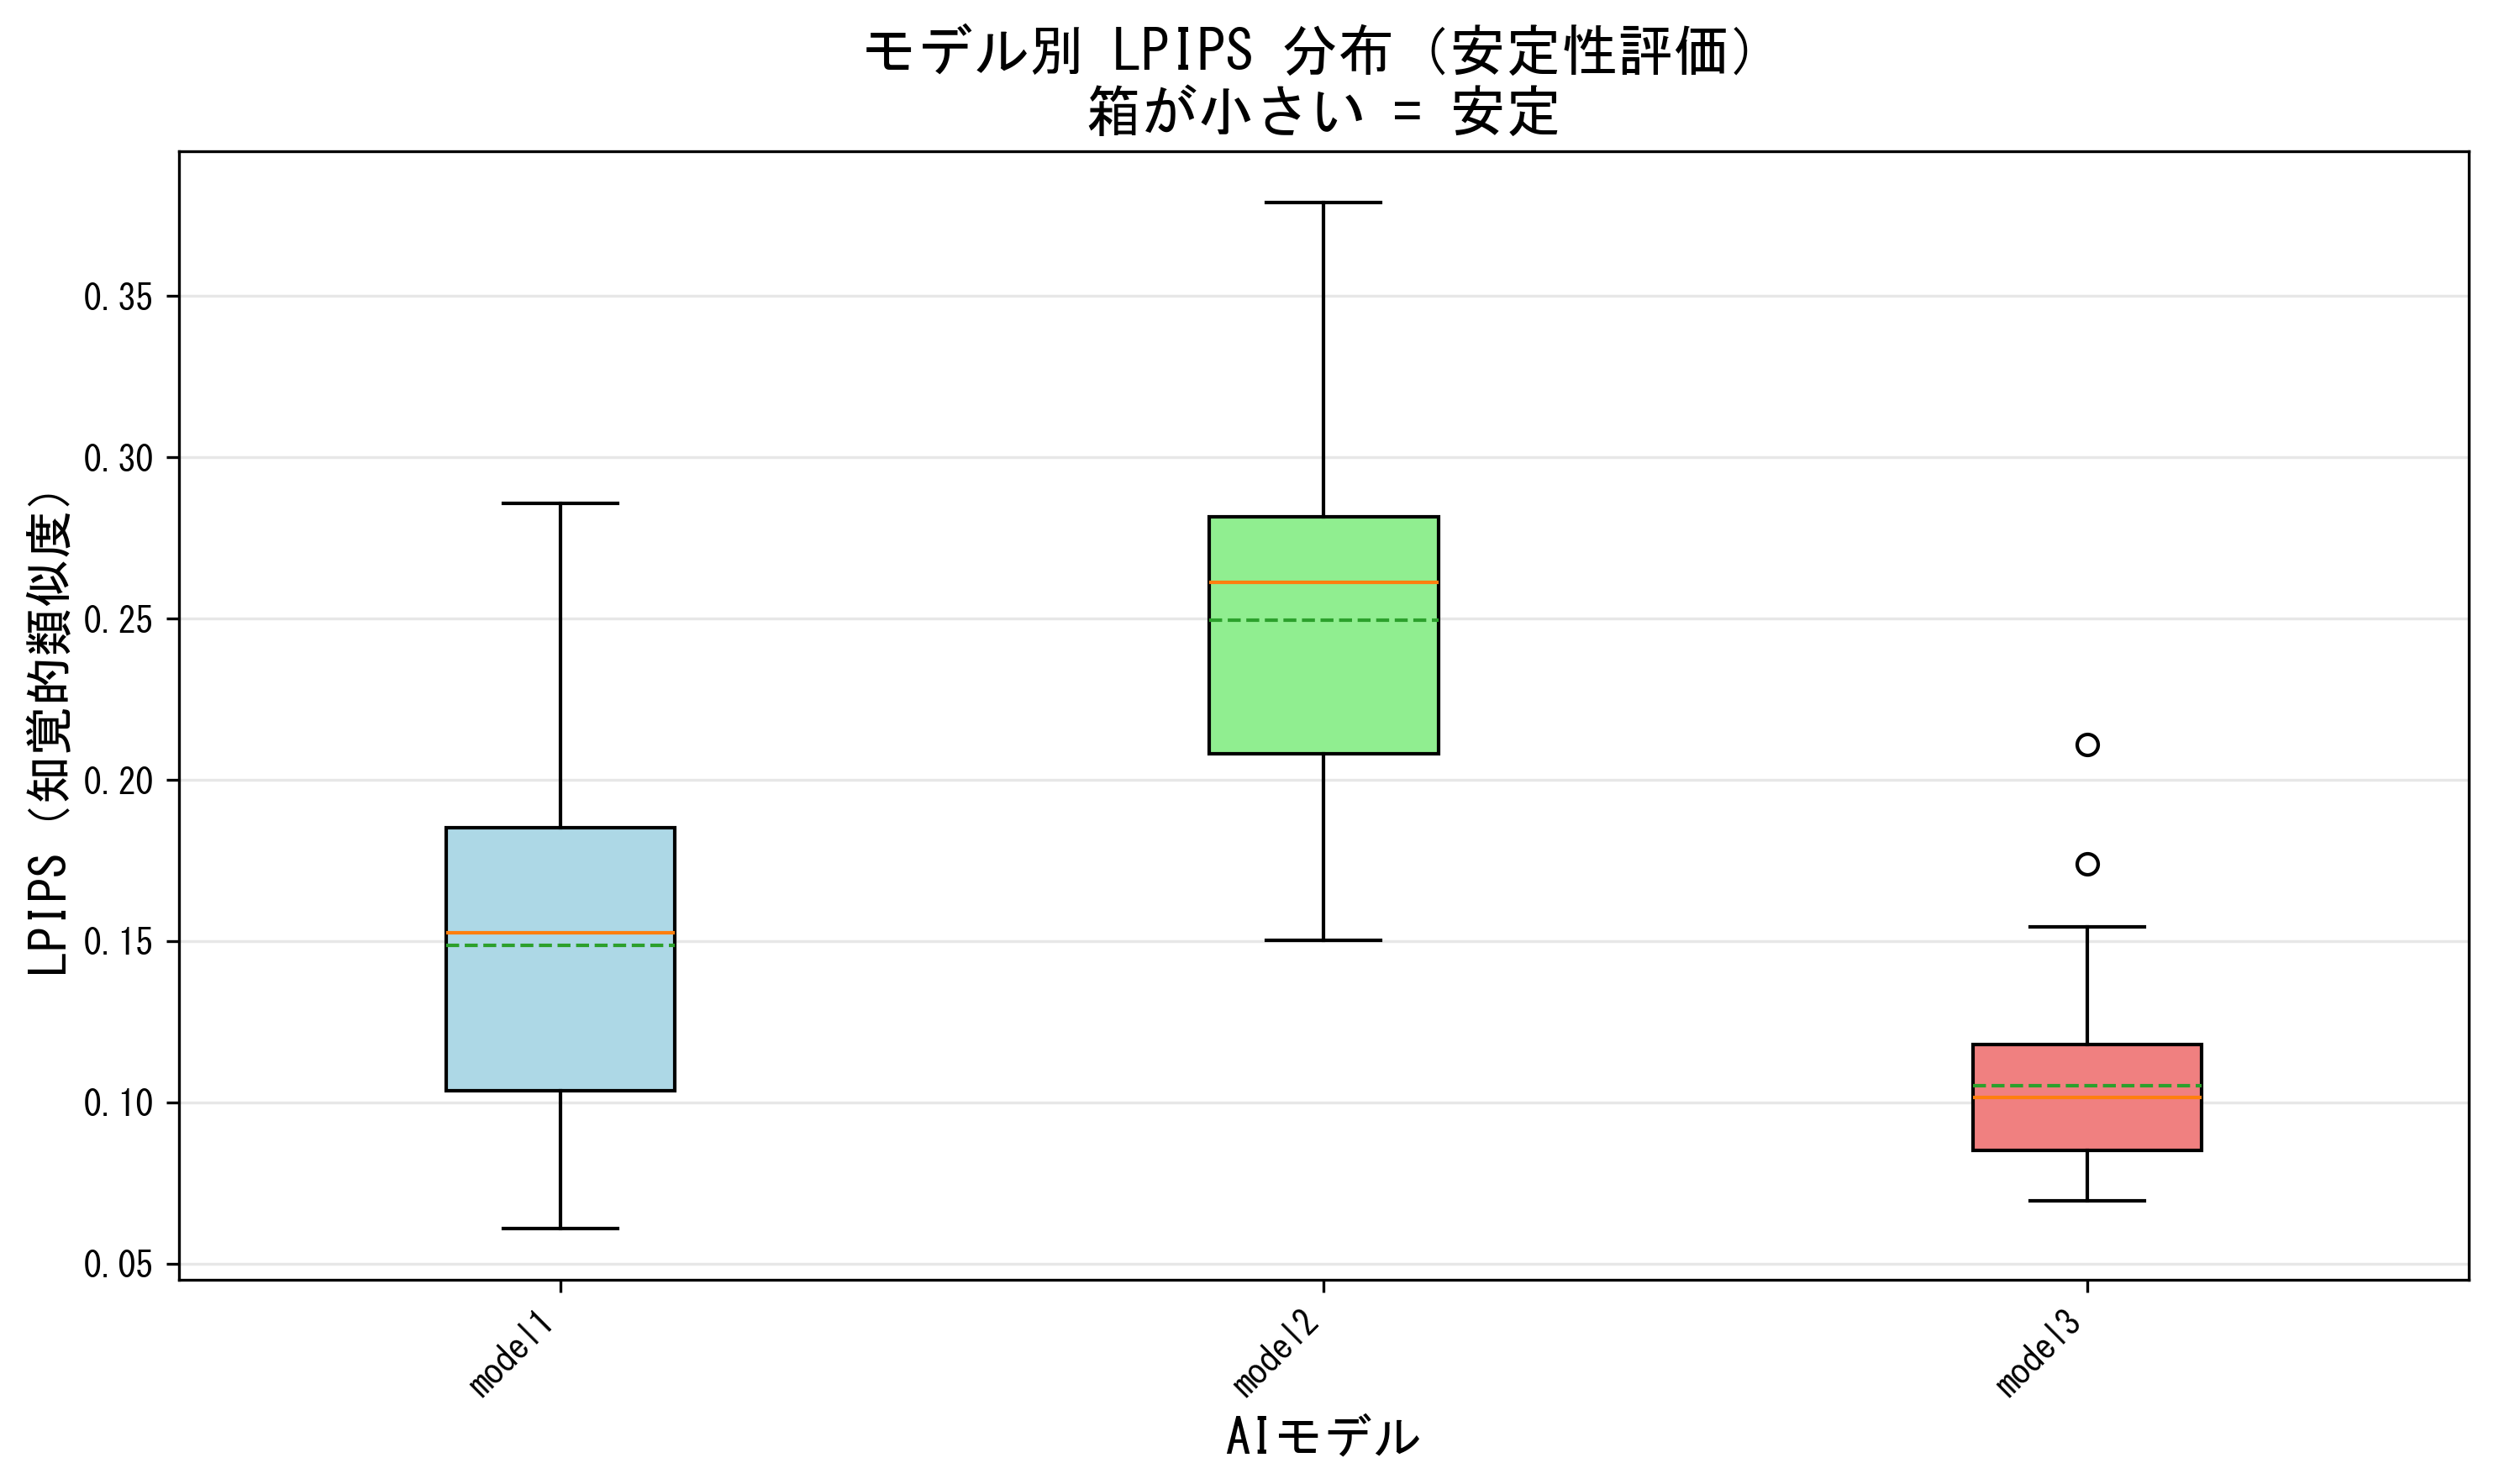 モデル別 LPIPS 分布 (安定性評価)
箱が小さい = 安定
LPIPS (知覚的類似度)
0.35
0.30
0.25
0.20
0.15
0.10
0.05
model1
model2
model3
AIモデル